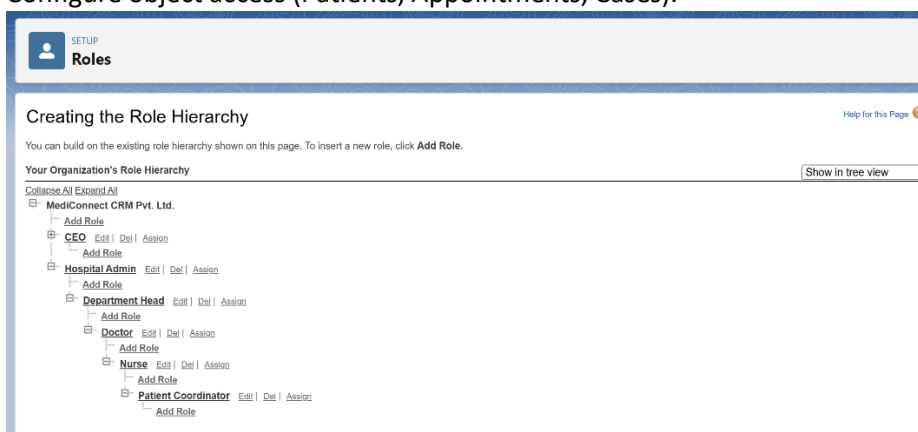 Configure object access (Patients, Appointments, Cases).
SETUP
Roles
Creating the Role Hierarchy
Help for this Page
You can build on the existing role hierarchy shown on this page. To insert a new role, click Add Role.
Your Organization's Role Hierarchy
Show in tree view
Collapse All Expand All
MediConnect CRM Pvt. Ltd.
Add Role
CEO Edit | Del | Assign
Add Role
Hospital Admin Edit | Del | Assign
Add Role
Department Head Edit | Del | Assign
Add Role
Doctor Edit | Del | Assign
Add Role
Nurse Edit | Del | Assign
Add Role
Patient Coordinator Edit | Del | Assign
Add Role